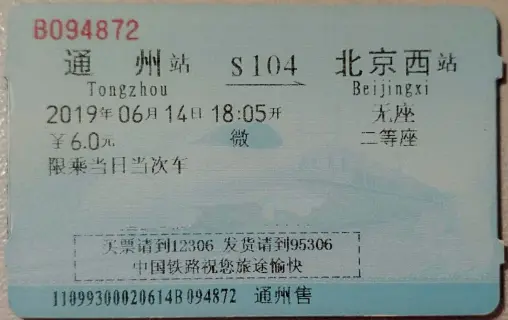 B094872
通 州站 S104 北京西站
Tongzhou Beijingxi
2019年06月14日18:05开 无座
￥6.0元 微 二等座
限乘当日当次车
买票请到12306 发货请到95306
中国铁路祝您旅途愉快
11099300020614B094872 通州售